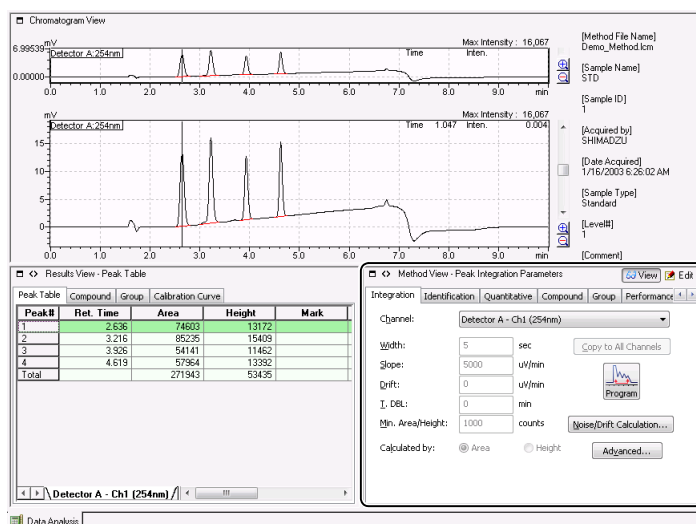 Chromatogram View
mV
6.99539
Detector A:254nm
Max Intensity : 16,067
Time Inten.
0.00000
0.0 1.0 2.0 3.0 4.0 5.0 6.0 7.0 8.0 9.0 min
mV
Detector A:254nm
Max Intensity : 16,067
Time 1.047 Inten. 0.004
15
10
5
0
0.0 1.0 2.0 3.0 4.0 5.0 6.0 7.0 8.0 9.0 min
[Method File Name]
Demo_Method.lcm
[Sample Name]
STD
[Sample ID]
1
[Acquired by]
SHIMADZU
[Date Acquired]
1/16/2003 6:26:02 AM
[Sample Type]
Standard
[Level#]
1
[Comment]
Results View - Peak Table
Peak Table Compound Group Calibration Curve
Peak# Ret. Time Area Height Mark
1 2.636 74603 13172
2 3.216 85235 15409
3 3.926 54141 11462
4 4.619 57964 13392
Total 271943 53435
Detector A - Ch1 (254nm)
Method View - Peak Integration Parameters
View Edit
Integration Identification Quantitative Compound Group Performance
Channel: Detector A - Ch1 (254nm)
Width: 5 sec Copy to All Channels
Slope: 5000 uV/min
Drift: 0 uV/min
Program
T. DBL: 0 min
Min. Area/Height: 1000 counts Noise/Drift Calculation...
Calculated by: Area Height Advanced...
Data Analysis